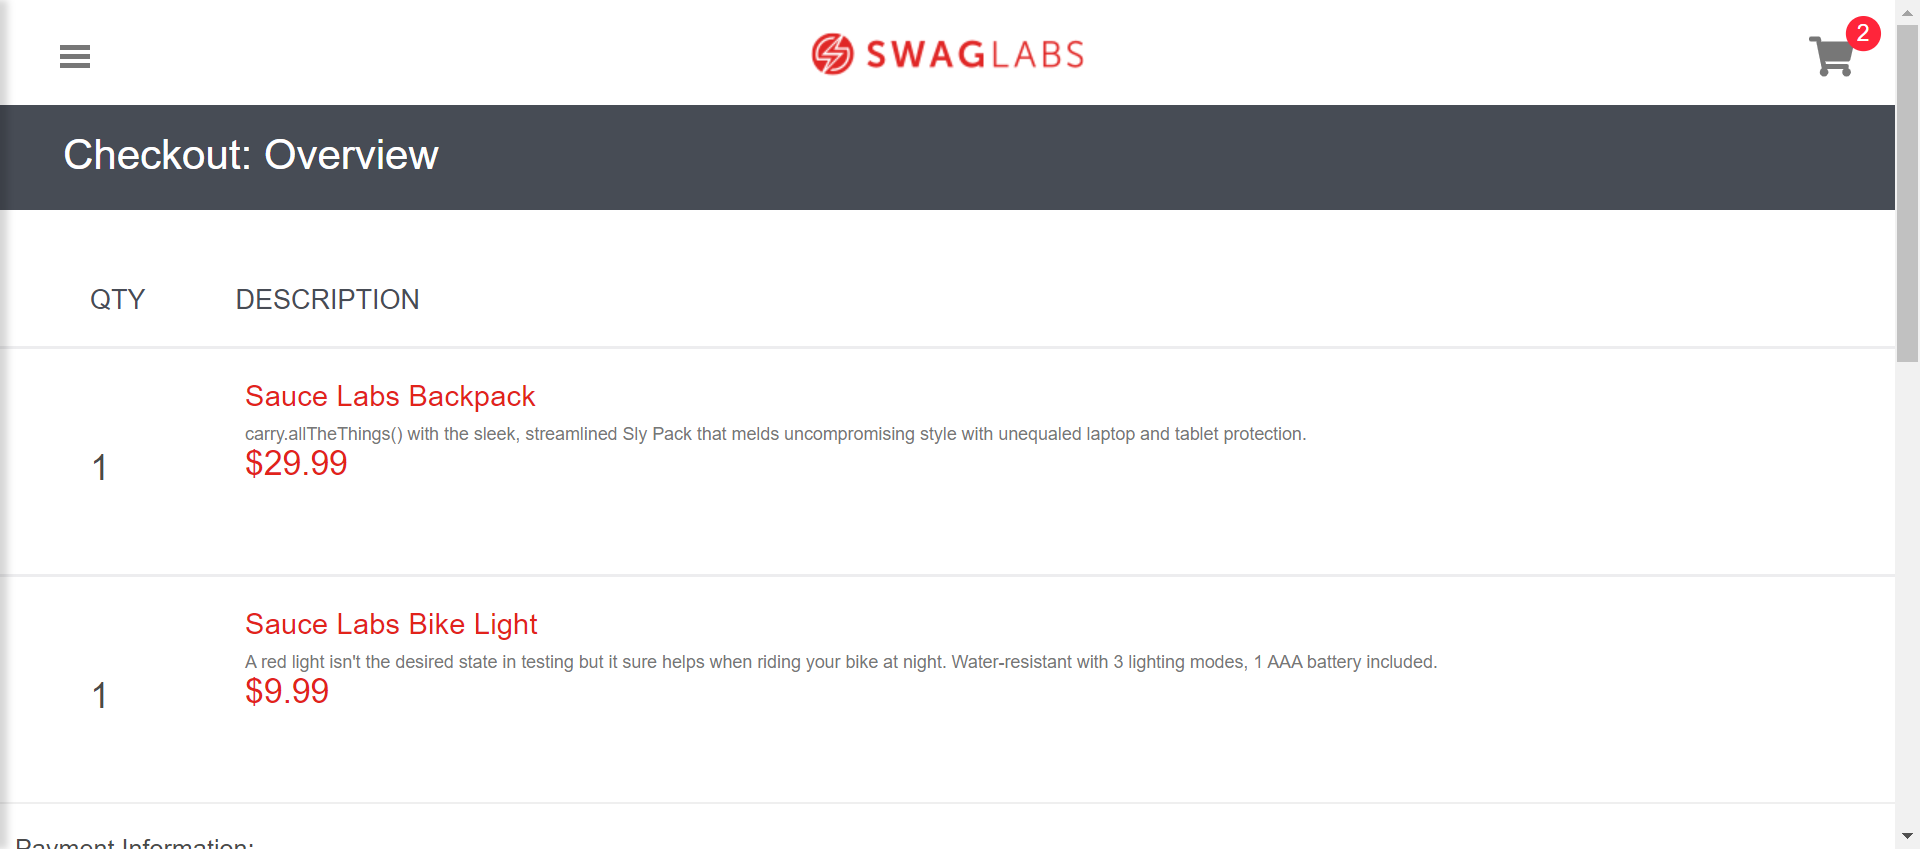 SWAGLABS
2
Checkout: Overview
QTY DESCRIPTION
Sauce Labs Backpack
carry.allTheThings() with the sleek, streamlined Sly Pack that melds uncompromising style with unequaled laptop and tablet protection.
1
$29.99
Sauce Labs Bike Light
A red light isn't the desired state in testing but it sure helps when riding your bike at night. Water-resistant with 3 lighting modes, 1 AAA battery included.
1
$9.99
Payment Information: